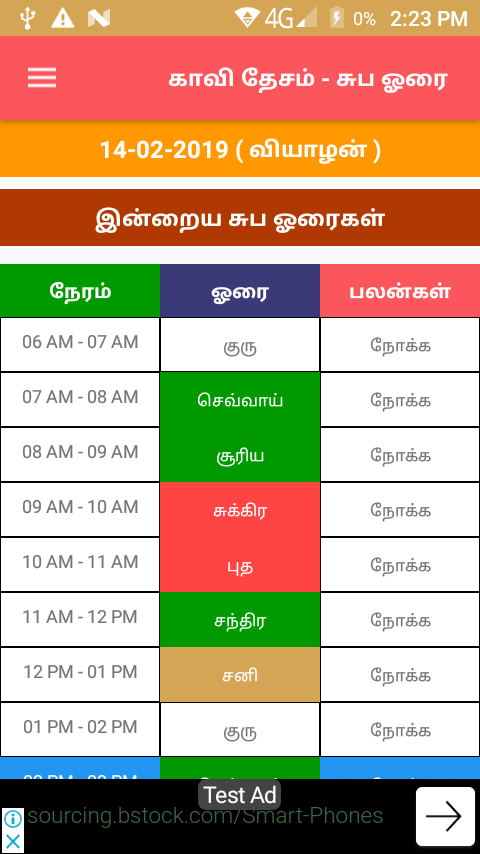 4G 0% 2:23 PM
காவி தேசம் - சுப ஓரை
14-02-2019 ( வியாழன் )
இன்றைய சுப ஓரைகள்
நேரம் ஓரை பலன்கள்
06 AM - 07 AM குரு நோக்க
07 AM - 08 AM செவ்வாய் நோக்க
08 AM - 09 AM சூரிய நோக்க
09 AM - 10 AM சுக்கிர நோக்க
10 AM - 11 AM புத நோக்க
11 AM - 12 PM சந்திர நோக்க
12 PM - 01 PM சனி நோக்க
01 PM - 02 PM குரு நோக்க
Test Ad
sourcing.bstock.com/Smart-Phones